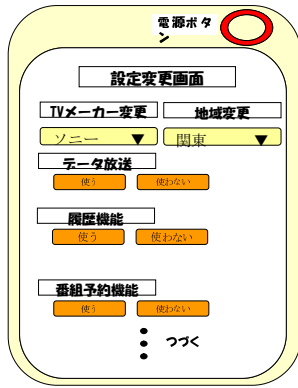 電源ボタ
ン
設定変更画面
TVメーカー変更 地域変更
ソニー ▼ 関東 ▼
データ放送
使う 使わない
履歴機能
使う 使わない
番組予約機能
使う 使わない
つづく